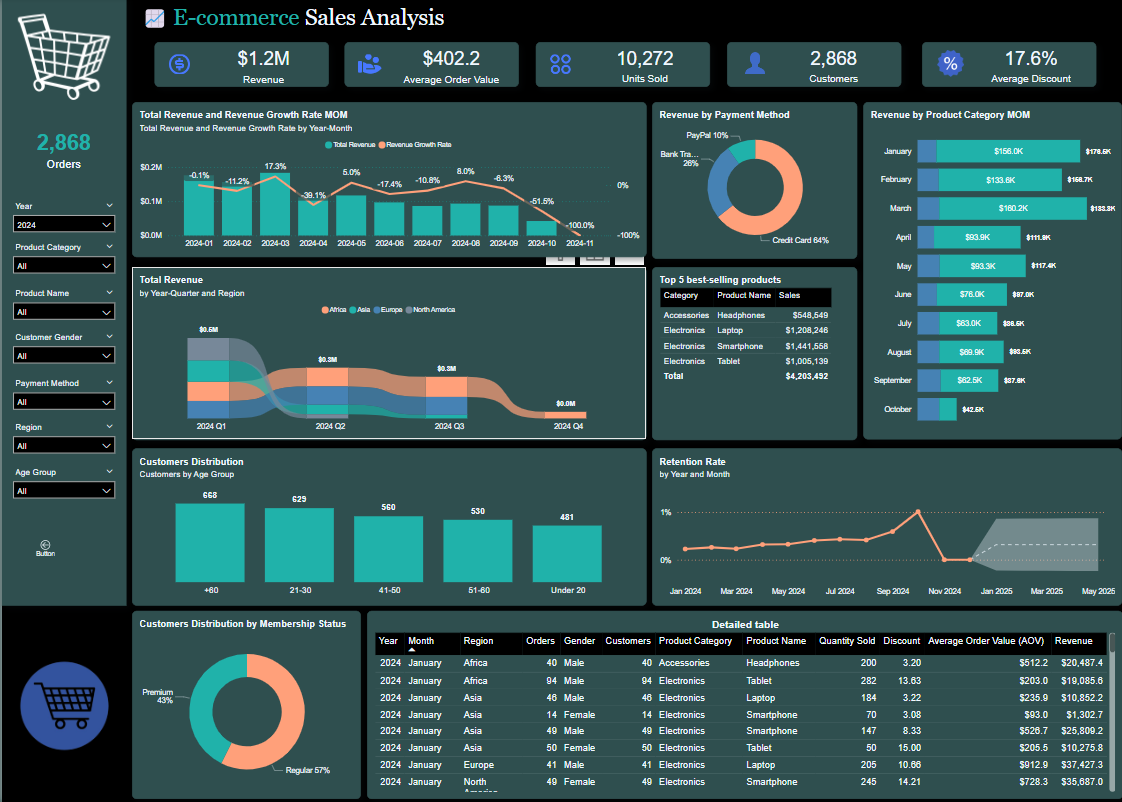 E-commerce Sales Analysis
$1.2M
Revenue
$402.2
Average Order Value
10,272
Units Sold
2,868
Customers
%
17.6%
Average Discount
2,868
Orders
Year
2024
Product Category
All
Product Name
All
Customer Gender
All
Payment Method
All
Region
All
Age Group
All
Button
Total Revenue and Revenue Growth Rate MOM
Total Revenue and Revenue Growth Rate by Year-Month
Total Revenue Revenue Growth Rate
$0.2M
$0.1M
$0.0M
-0.1% -11.2% 17.3% -39.1% 5.0% -17.4% -10.8% 8.0% -6.3% -51.5% -100.0%
0%
-100%
2024-01 2024-02 2024-03 2024-04 2024-05 2024-06 2024-07 2024-08 2024-09 2024-10 2024-11
Revenue by Payment Method
PayPal 10%
Bank Tra...
26%
Credit Card 64%
Revenue by Product Category MOM
January $156.0K $178.5K
February $133.6K $158.7K
March $160.2K
April $93.9K $111.9K
May $93.3K $117.4K
June $76.0K $97.0K
July $63.0K $86.5K
August $69.9K $93.5K
September $62.5K $87.6K
October $42.5K
Total Revenue
by Year-Quarter and Region
Africa Asia Europe North America
$0.5M
$0.3M
$0.3M
$0.0M
2024 Q1 2024 Q2 2024 Q3 2024 Q4
Top 5 best-selling products
Category Product Name Sales
Accessories Headphones $548,549
Electronics Laptop $1,208,246
Electronics Smartphone $1,441,558
Electronics Tablet $1,005,139
Total $4,203,492
Customers Distribution
Customers by Age Group
668 629 560 530 481
+60 21-30 41-50 51-60 Under 20
Retention Rate
by Year and Month
1%
0%
Jan 2024 Mar 2024 May 2024 Jul 2024 Sep 2024 Nov 2024 Jan 2025 Mar 2025 May 2025
Customers Distribution by Membership Status
Premium
43%
Regular 57%
Detailed table
Year Month Region Orders Gender Customers Product Category Product Name Quantity Sold Discount Average Order Value (AOV) Revenue
2024 January Africa 40 Male 40 Accessories Headphones 200 3.20 $512.2 $20,487.4
2024 January Africa 94 Male 94 Electronics Tablet 282 13.63 $203.0 $19,085.6
2024 January Asia 46 Male 46 Electronics Laptop 184 3.22 $235.9 $10,852.2
2024 January Asia 14 Female 14 Electronics Smartphone 70 3.08 $93.0 $1,302.7
2024 January Asia 49 Male 49 Electronics Smartphone 147 8.33 $526.7 $25,809.2
2024 January Asia 50 Female 50 Electronics Tablet 50 15.00 $205.5 $10,275.8
2024 January Europe 41 Male 41 Electronics Laptop 205 10.66 $912.9 $37,427.3
2024 January North 49 Female 49 Electronics Smartphone 245 14.21 $728.3 $35,687.0